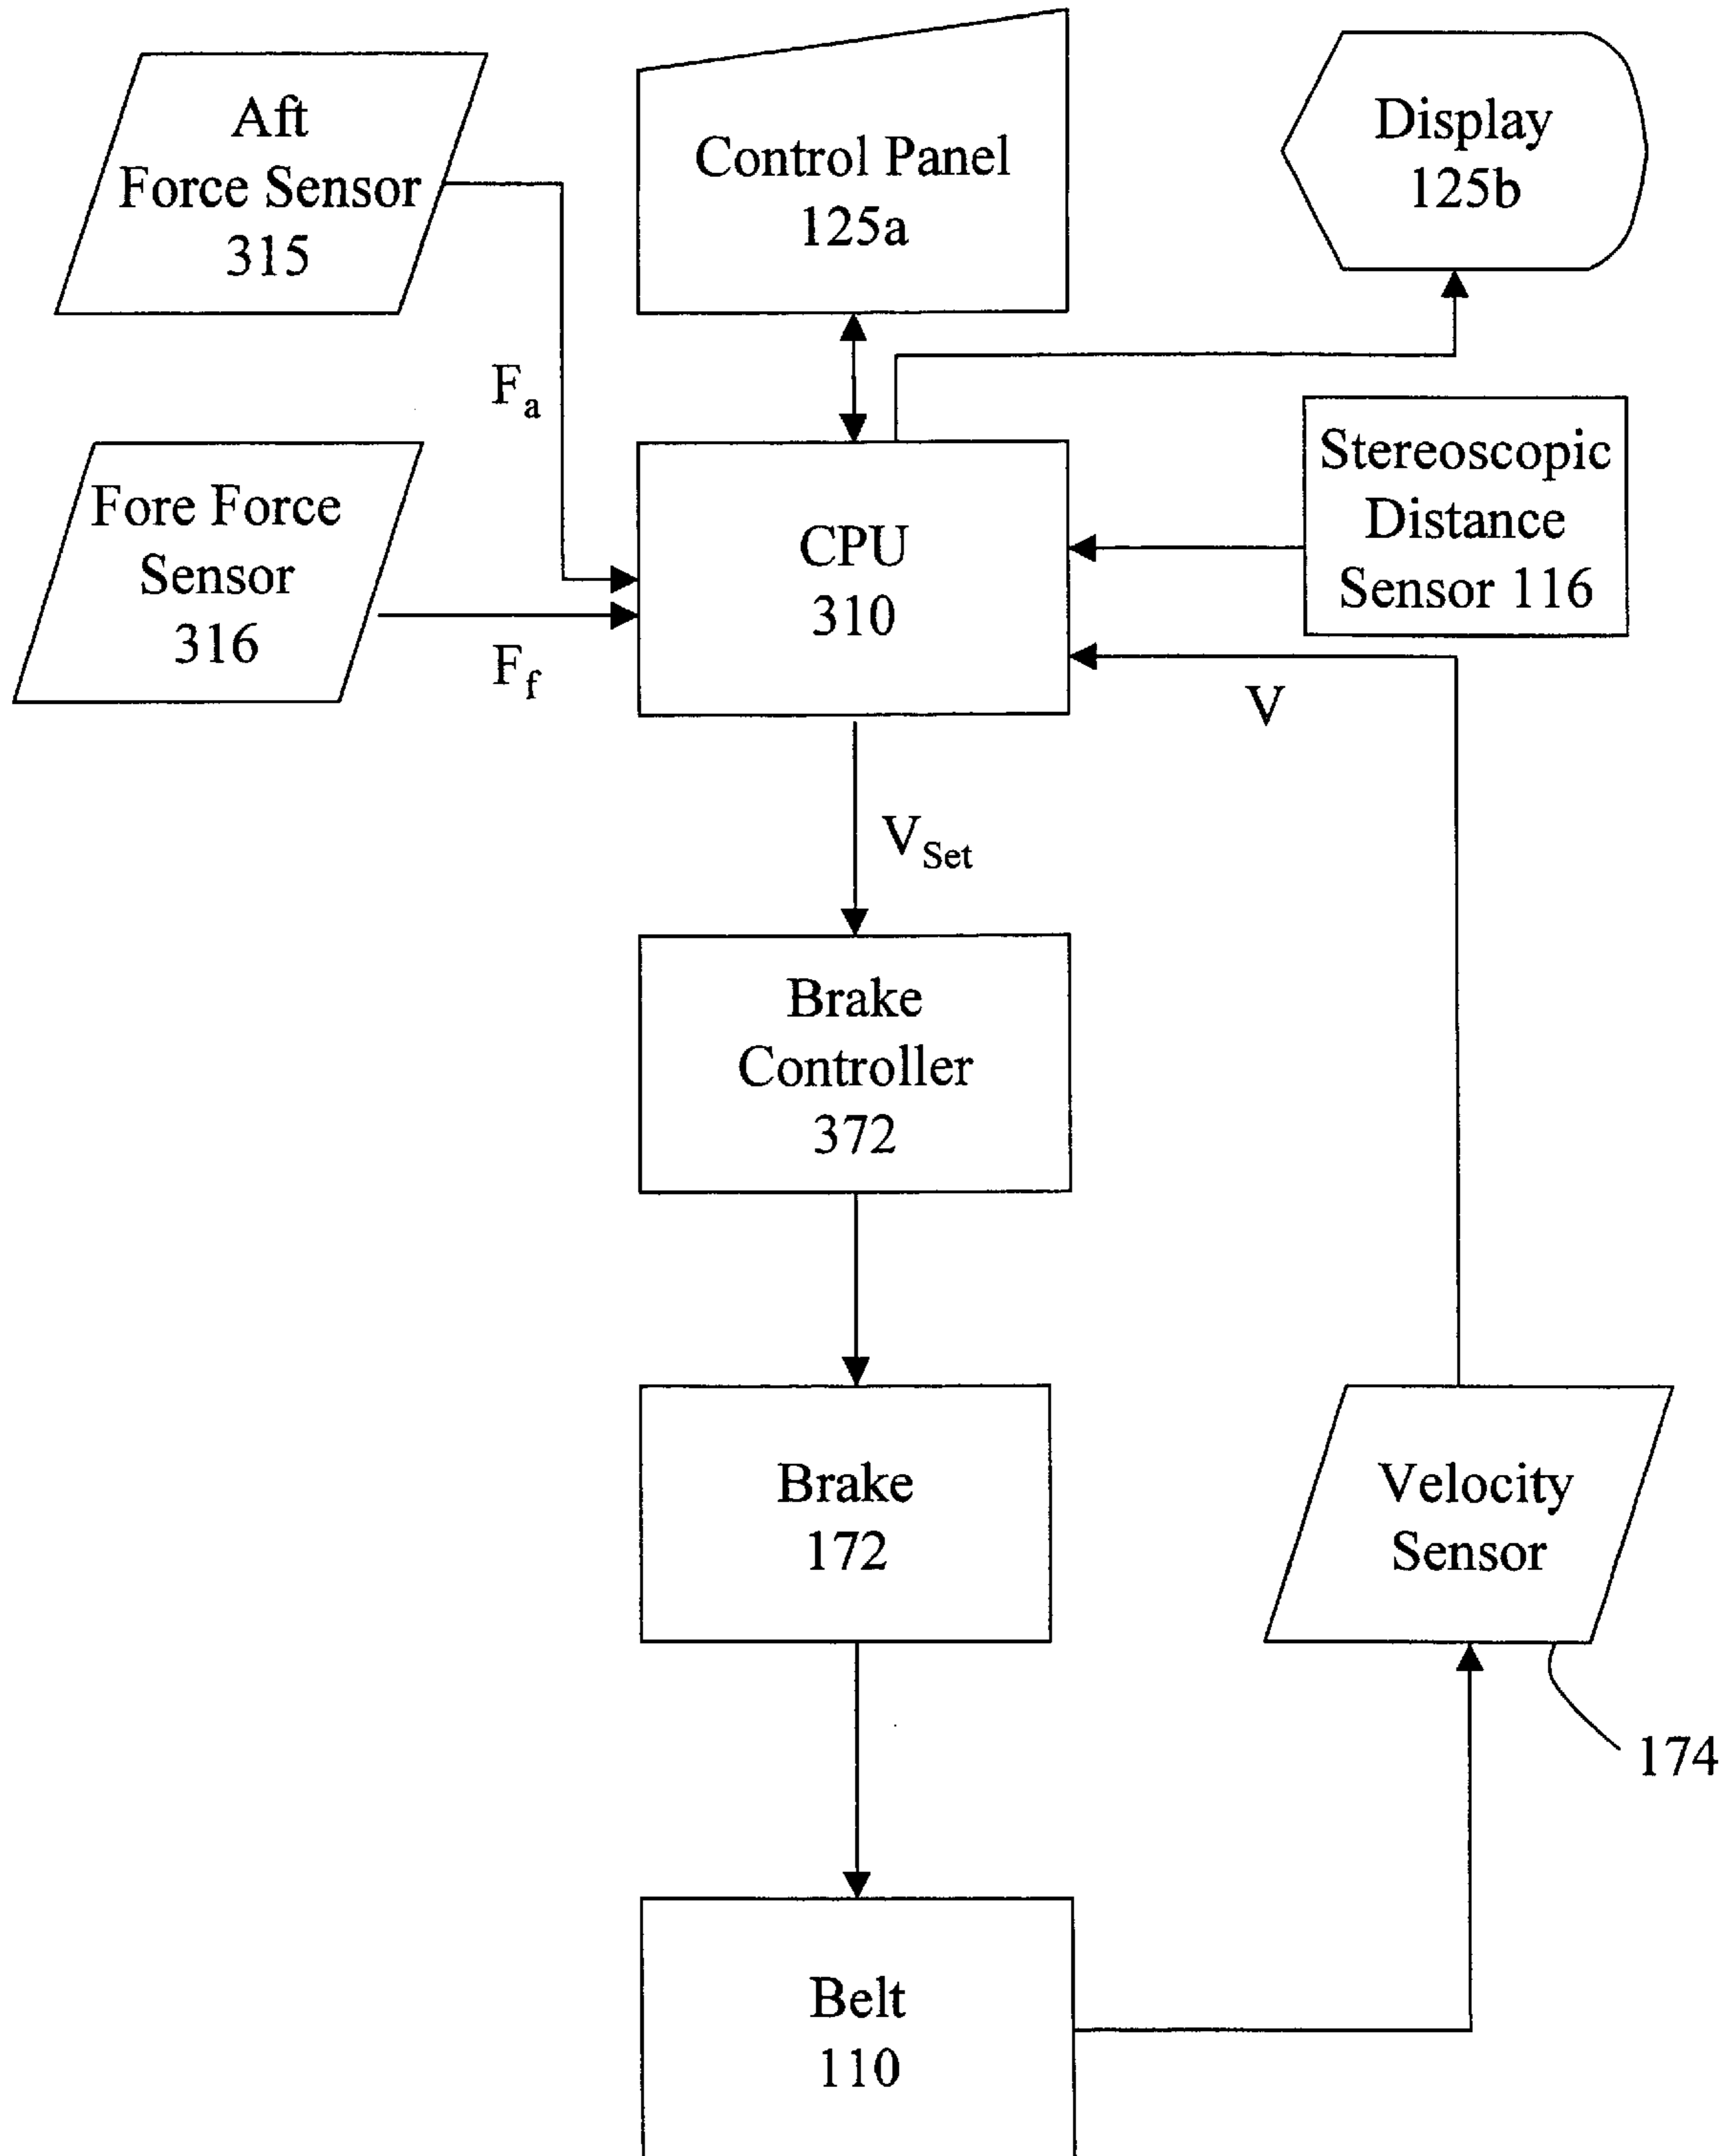 Aft
Force Sensor
315
Control Panel
125a
Display
125b
Fa
Fore Force
Sensor
316
Ff
CPU
310
Stereoscopic
Distance
Sensor 116
V
VSet
Brake
Controller
372
Brake
172
Velocity
Sensor
174
Belt
110